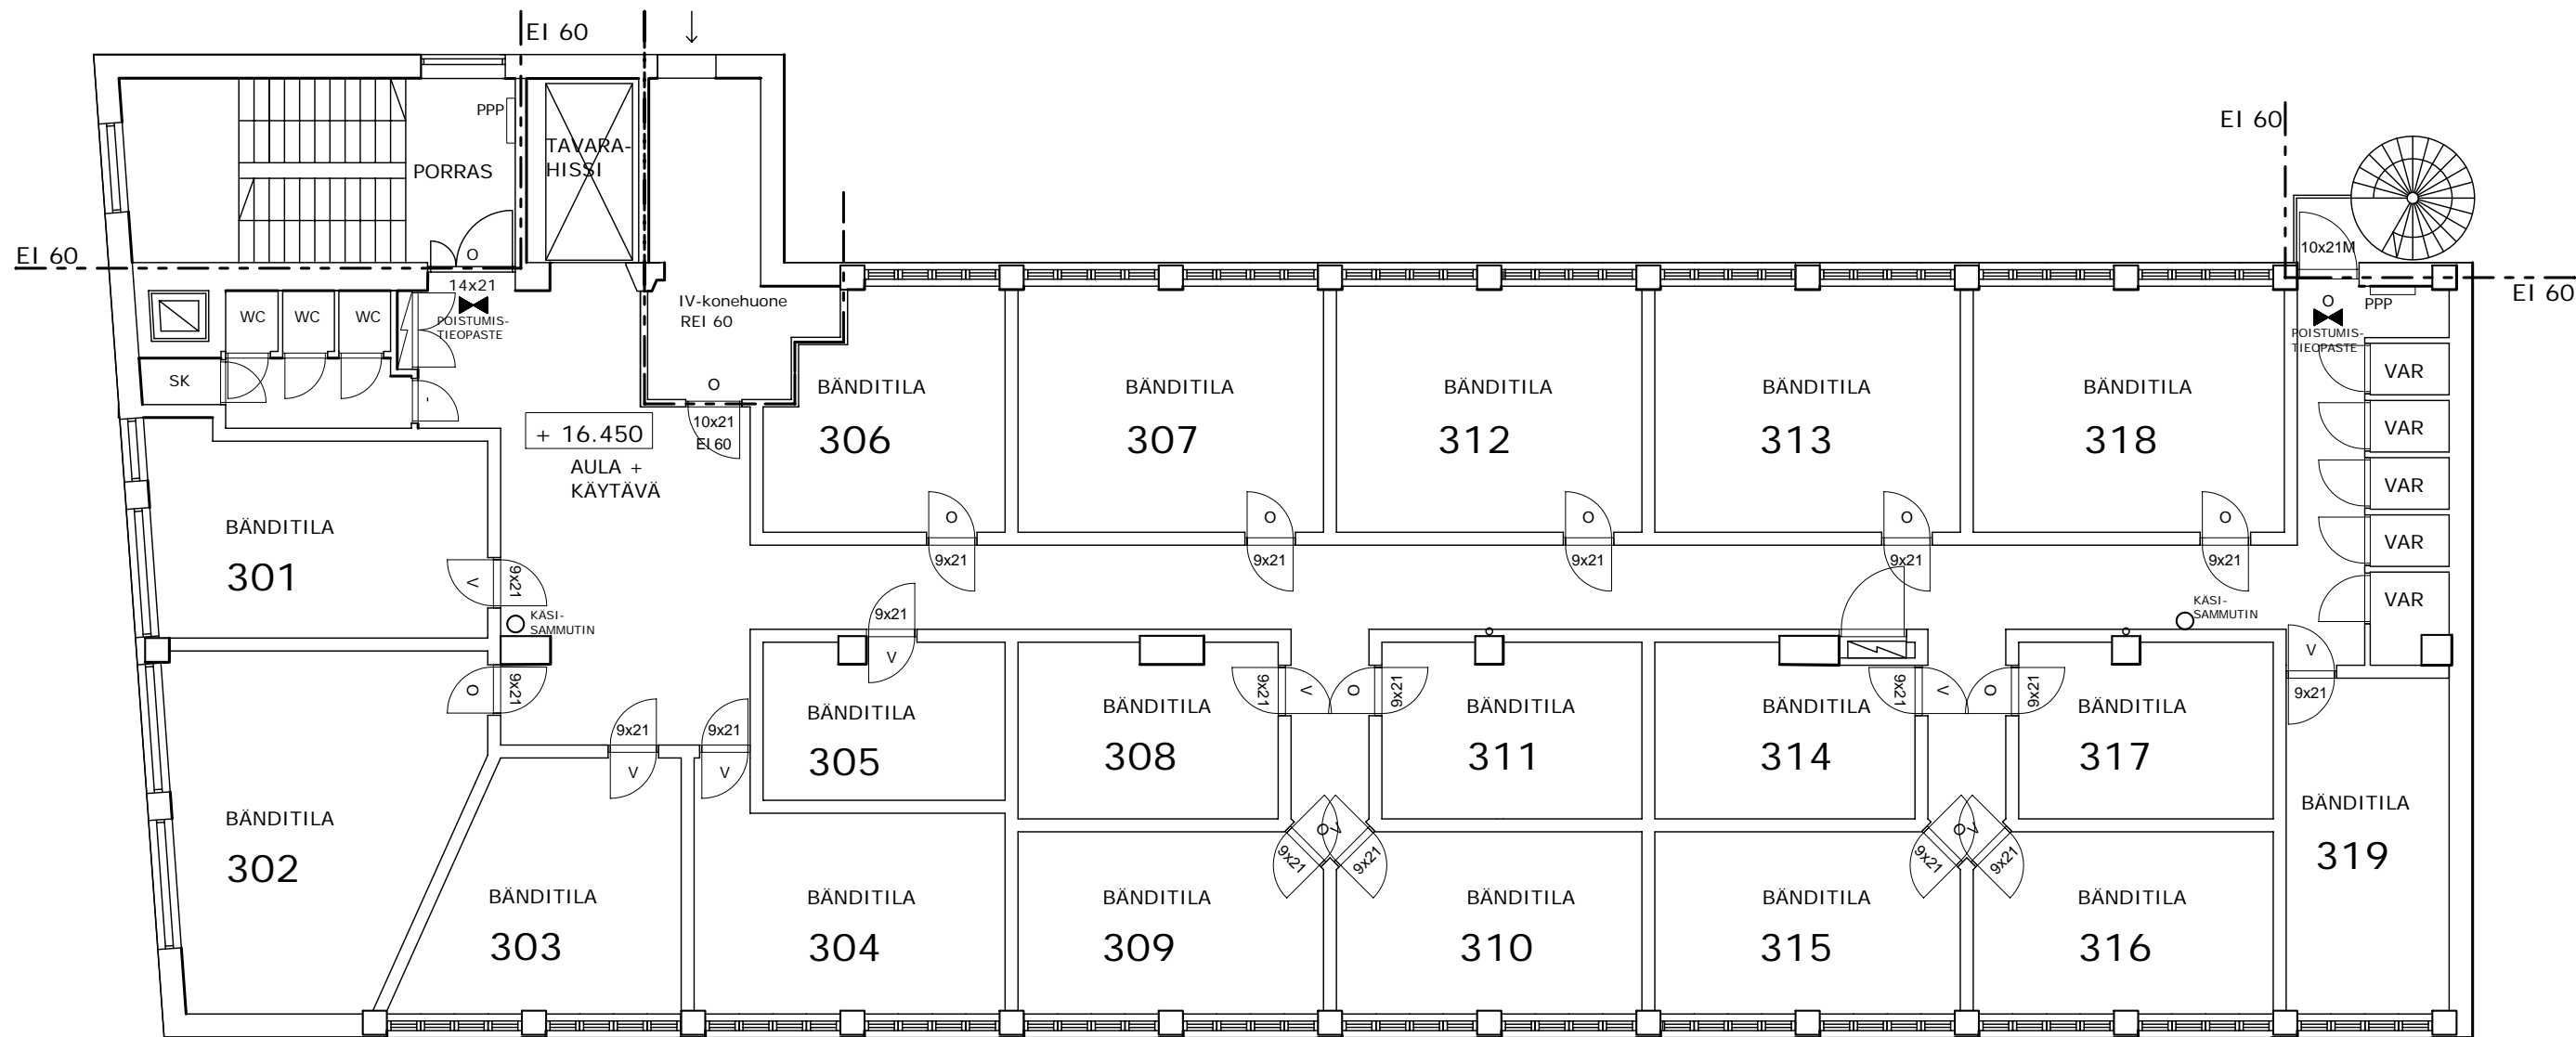 EI 60
EI 60
PPP
TAVARA-
HISSI
PORRAS
EI 60
10x21M
EI 60
O
14x21
POISTUMIS-
TIEOPASTE
WC
WC
WC
IV-konehuone
REI 60
EI 60
O
PPP
POISTUMIS-
TIEOPASTE
SK
O
10x21
EI 60
+ 16.450
AULA +
KÄYTÄVÄ
BÄNDITILA
306
BÄNDITILA
307
BÄNDITILA
312
BÄNDITILA
313
BÄNDITILA
318
VAR
VAR
VAR
VAR
VAR
O
9x21
O
9x21
O
9x21
O
9x21
O
9x21
BÄNDITILA
301
V
9x21
KÄSI-
SAMMUTIN
KÄSI-
SAMMUTIN
9x21
V
O
9x21
9x21
V
9x21
V
BÄNDITILA
305
BÄNDITILA
308
9x21
V
O
9x21
BÄNDITILA
311
BÄNDITILA
314
9x21
V
O
9x21
BÄNDITILA
317
V
9x21
BÄNDITILA
302
BÄNDITILA
303
BÄNDITILA
304
BÄNDITILA
309
O
V
9x21
9x21
BÄNDITILA
310
BÄNDITILA
315
O
V
9x21
9x21
BÄNDITILA
316
BÄNDITILA
319